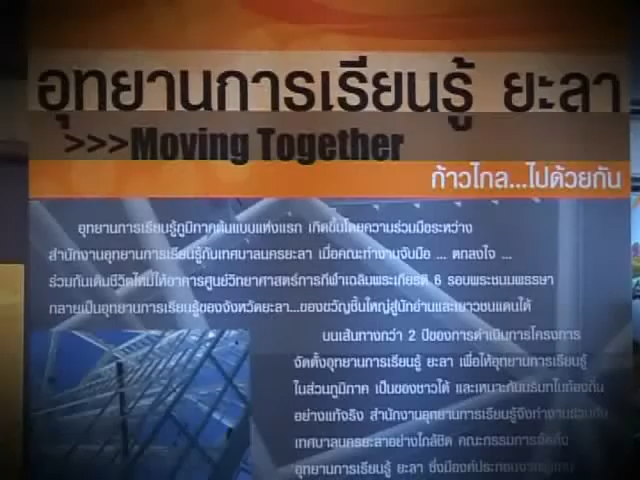 อุทยานการเรียนรู้ ยะลา
>>>Moving Together
ก้าวไกล...ไปด้วยกัน
อุทยานการเรียนรู้ภูมิภาคต้นแบบแห่งแรก เกิดขึ้นโดยความร่วมมือระหว่าง
สำนักงานอุทยานการเรียนรู้กับเทศบาลนครยะลา เมื่อคณะทำงานจับมือ ... ตกลงใจ ...
ร่วมกันเติมชีวิตใหม่ให้อาคารศูนย์วิทยาศาสตร์การกีฬาเฉลิมพระเกียรติ 6 รอบพระชนมพรรษา
กลายเป็นอุทยานการเรียนรู้ของจังหวัดยะลา...ของขวัญชิ้นใหญ่สู่นักอ่านและเยาวชนแดนใต้
บนเส้นทางกว่า 2 ปีของการดำเนินการโครงการ
จัดตั้งอุทยานการเรียนรู้ ยะลา เพื่อให้อุทยานการเรียนรู้
ในส่วนภูมิภาค เป็นของชาวใต้ และเหมาะกับบริบทในท้องถิ่น
อย่างแท้จริง สำนักงานอุทยานการเรียนรู้จึงทำงานร่วมกับ
เทศบาลนครยะลาอย่างใกล้ชิด คณะกรรมการจัดตั้ง
อุทยานการเรียนรู้ ยะลา ซึ่งมีองค์ประกอบ